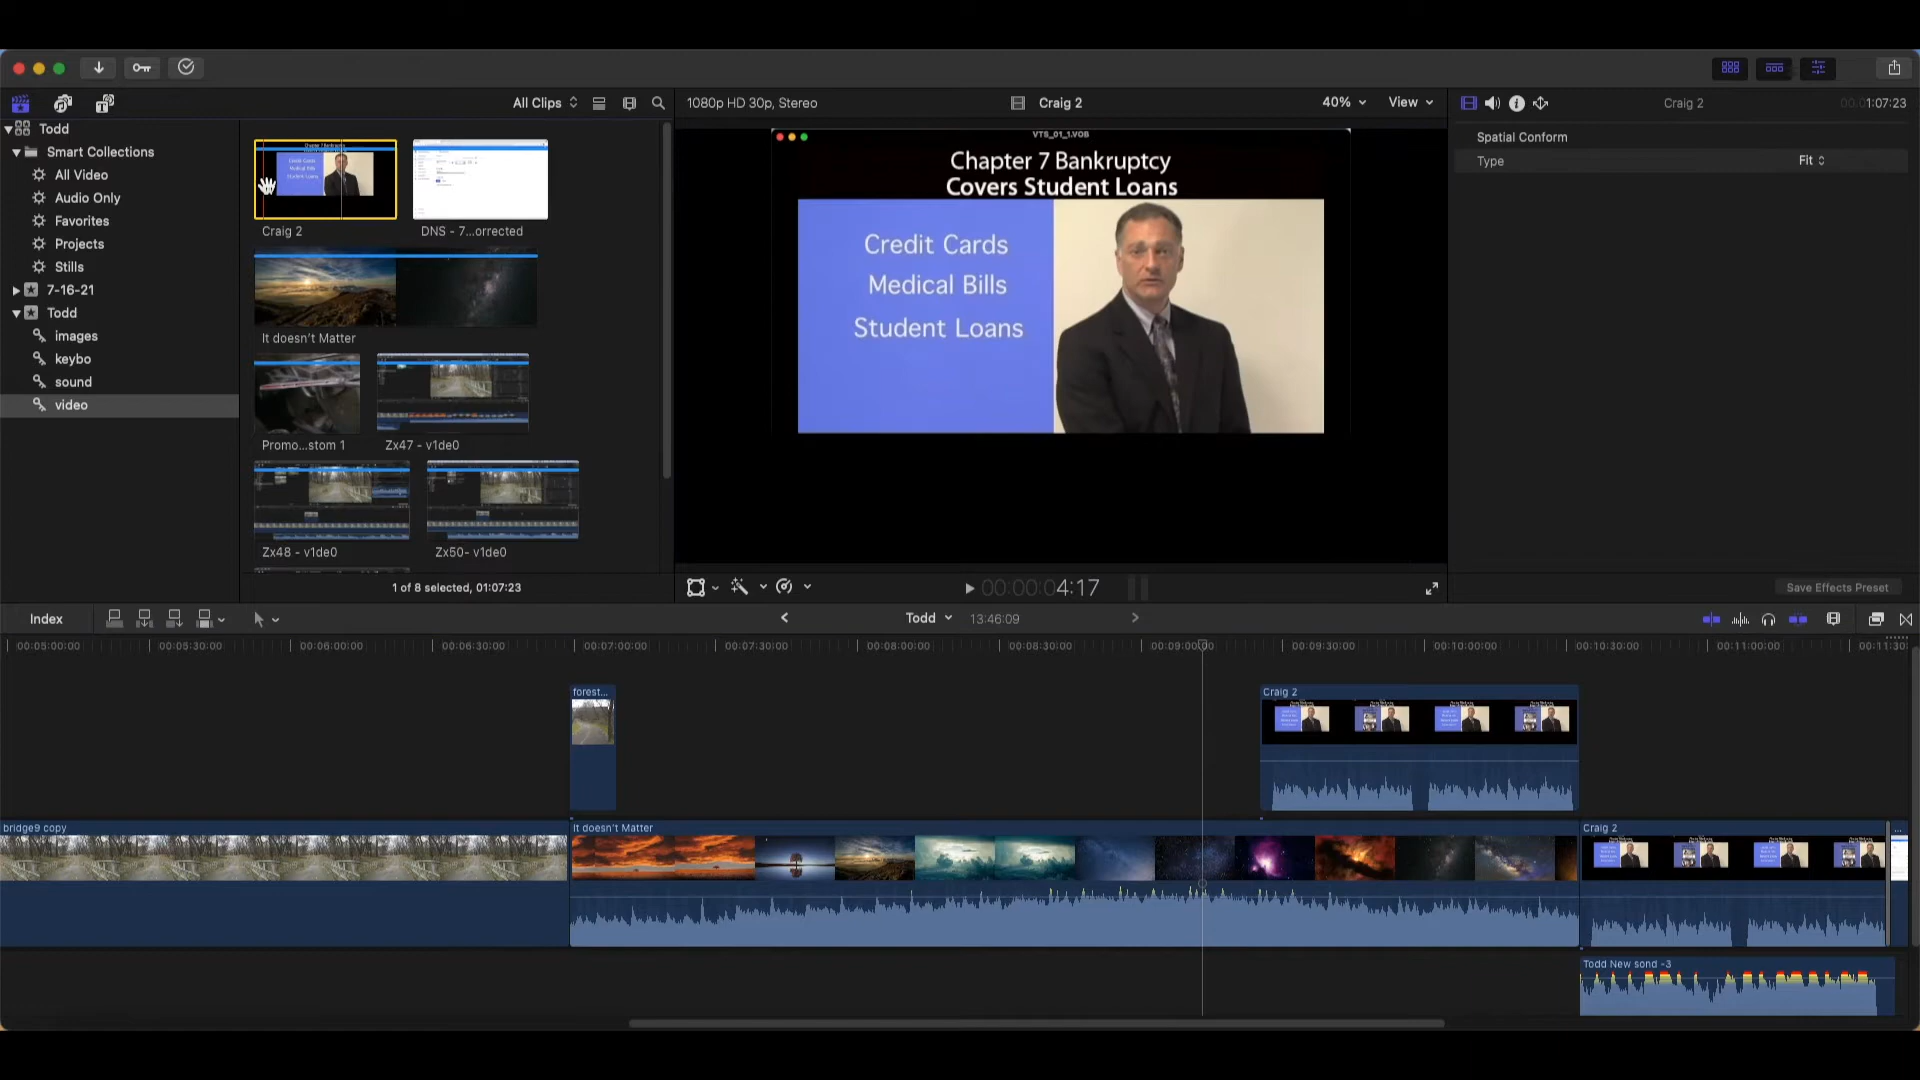 All Clips
1080p HD 30p, Stereo
Craig 2
40%
View
Craig 2
1:07:23
Todd
Smart Collections
All Video
Audio Only
Favorites
Projects
Stills
7-16-21
Todd
images
keybo
sound
video
Craig 2
DNS - 7...orrected
It doesn't Matter
Promo...stom 1
Zx47 - v1de0
Zx48 - v1de0
Zx50- v1de0
1 of 8 selected, 01:07:23
VTS_01_1.VOB
Chapter 7 Bankruptcy
Covers Student Loans
Credit Cards
Medical Bills
Student Loans
00:00:04:17
Spatial Conform
Type
Fit
Save Effects Preset
Index
Todd
13:46:09
00:05:00:00
00:05:30:00
00:06:00:00
00:06:30:00
00:07:00:00
00:07:30:00
00:08:00:00
00:08:30:00
00:09:00:00
00:09:30:00
00:10:00:00
00:10:30:00
00:11:00:00
00:11:30
forest...
Craig 2
bridge9 copy
It doesn't Matter
Craig 2
...
Todd New sond -3